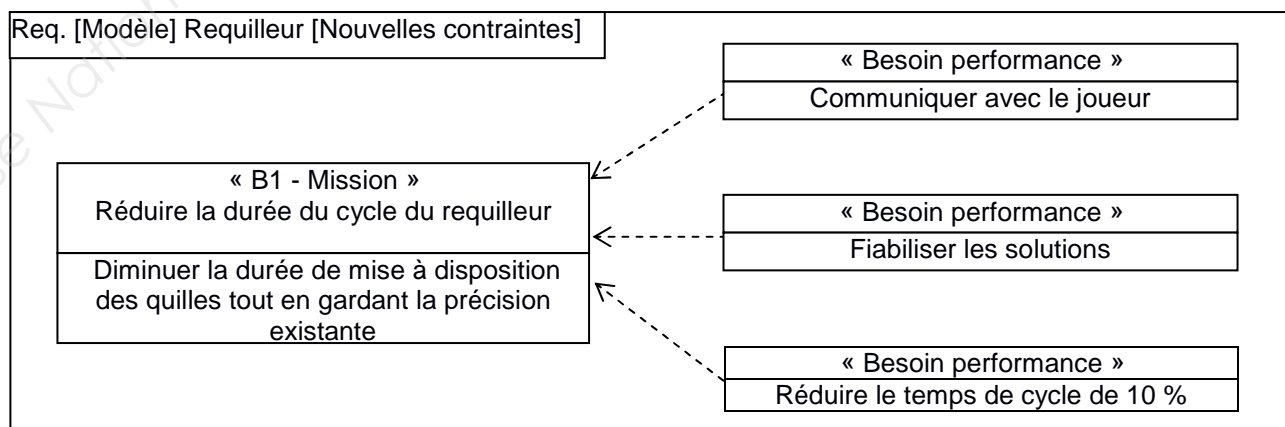 Req. [Modèle] Requilleur [Nouvelles contraintes]
« Besoin performance »
Communiquer avec le joueur
« B1 - Mission »
Réduire la durée du cycle du requilleur
Diminuer la durée de mise à disposition
des quilles tout en gardant la précision
existante
« Besoin performance »
Fiabiliser les solutions
« Besoin performance »
Réduire le temps de cycle de 10 %